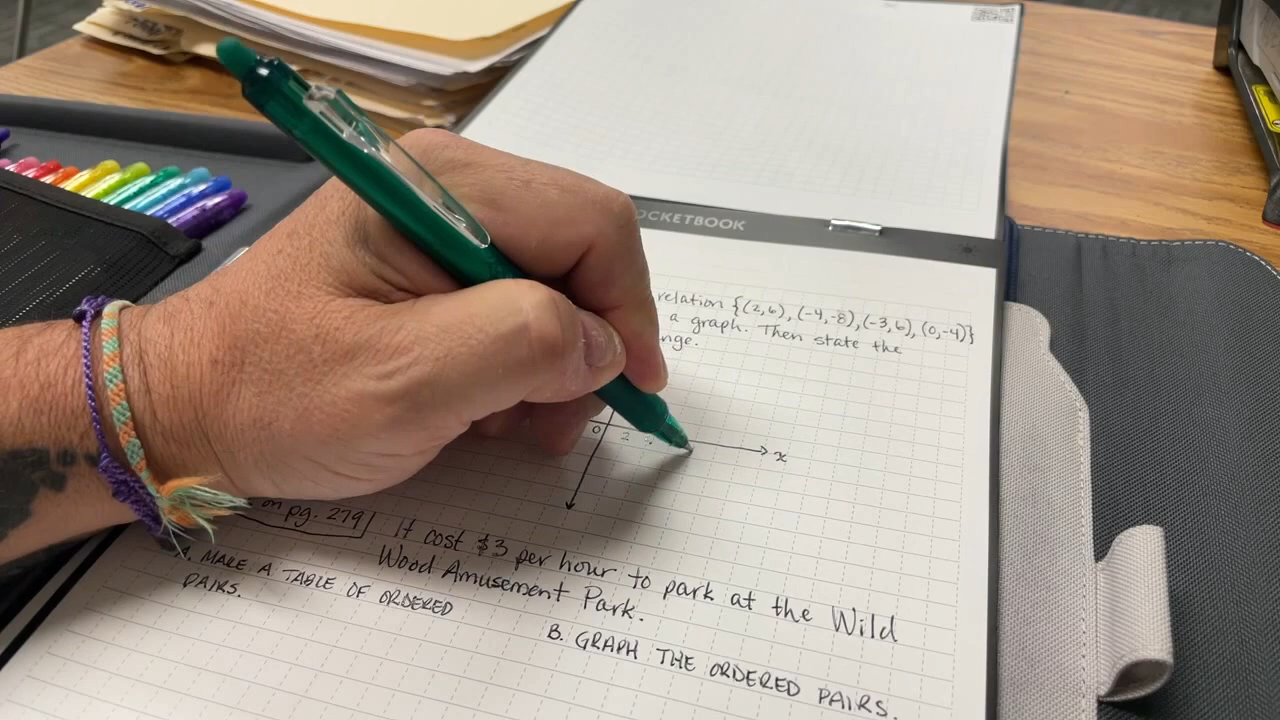 OCKETBOOK
relation {(2,6), (-4,-8), (-3,6), (0,-4)}
a graph. Then state the
nge.
0 2
x
on pg. 279
It cost $3 per hour to park at the Wild
Wood Amusement Park.
A. MAKE A TABLE OF ORDERED
PAIRS.
B. GRAPH THE ORDERED PAIRS.